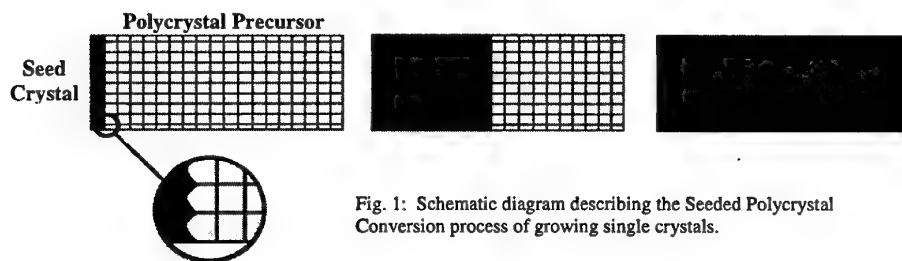 Polycrystal Precursor
Seed
Crystal
Fig. 1: Schematic diagram describing the Seeded Polycrystal
Conversion process of growing single crystals.